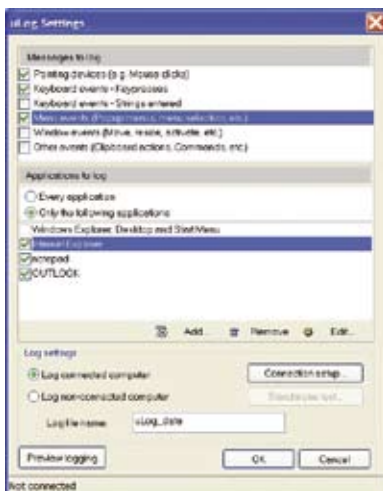 uLog Settings
Messages to log
Pointing devices (e.g. Mouse clicks)
Keyboard events - Keypresses
Keyboard events - Strings entered
Menu events (Popup menus, menu selection, etc.)
Window events (Move, resize, activate, etc.)
Other events (Clipboard actions, Commands, etc.)
Applications to log
Every application
Only the following applications
Windows Explorer, Desktop and Start Menu
Internet Explorer
notepad
OUTLOOK
Add... Remove Edit...
Log settings
Log connected computer Connection setup...
Log non-connected computer
Log file name: uLog_date
Preview logging OK Cancel
Not connected